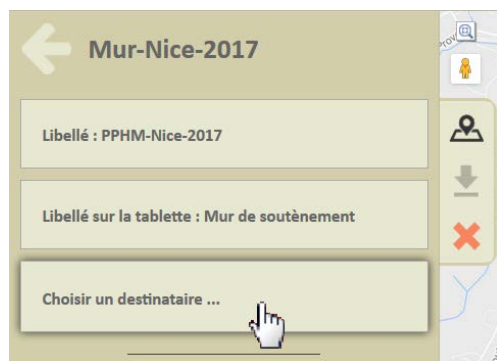 Mur-Nice-2017
Libellé : PPHM-Nice-2017
Libellé sur la tablette : Mur de soutènement
Choisir un destinataire ...